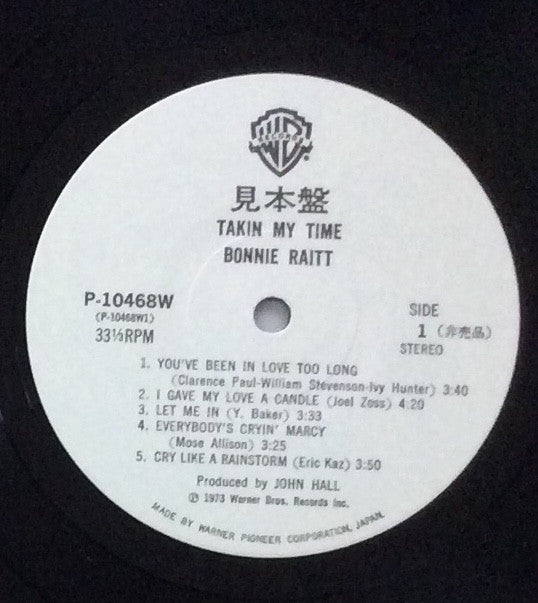 WB
RECORDS
見本盤
TAKIN MY TIME
BONNIE RAITT
P-10468W
(P-10468W1)
33⅓RPM
SIDE
1 (非売品)
STEREO
1. YOU'VE BEEN IN LOVE TOO LONG
(Clarence Paul-William Stevenson-Ivy Hunter) 3:40
2. I GAVE MY LOVE A CANDLE (Joel Zoss) 4:20
3. LET ME IN (Y. Baker) 3:33
4. EVERYBODY'S CRYIN' MARCY
(Mose Allison) 3:25
5. CRY LIKE A RAINSTORM (Eric Kaz) 3:50
Produced by JOHN HALL
℗ 1973 Warner Bros. Records Inc.
MADE BY WARNER PIONEER CORPORATION, JAPAN.